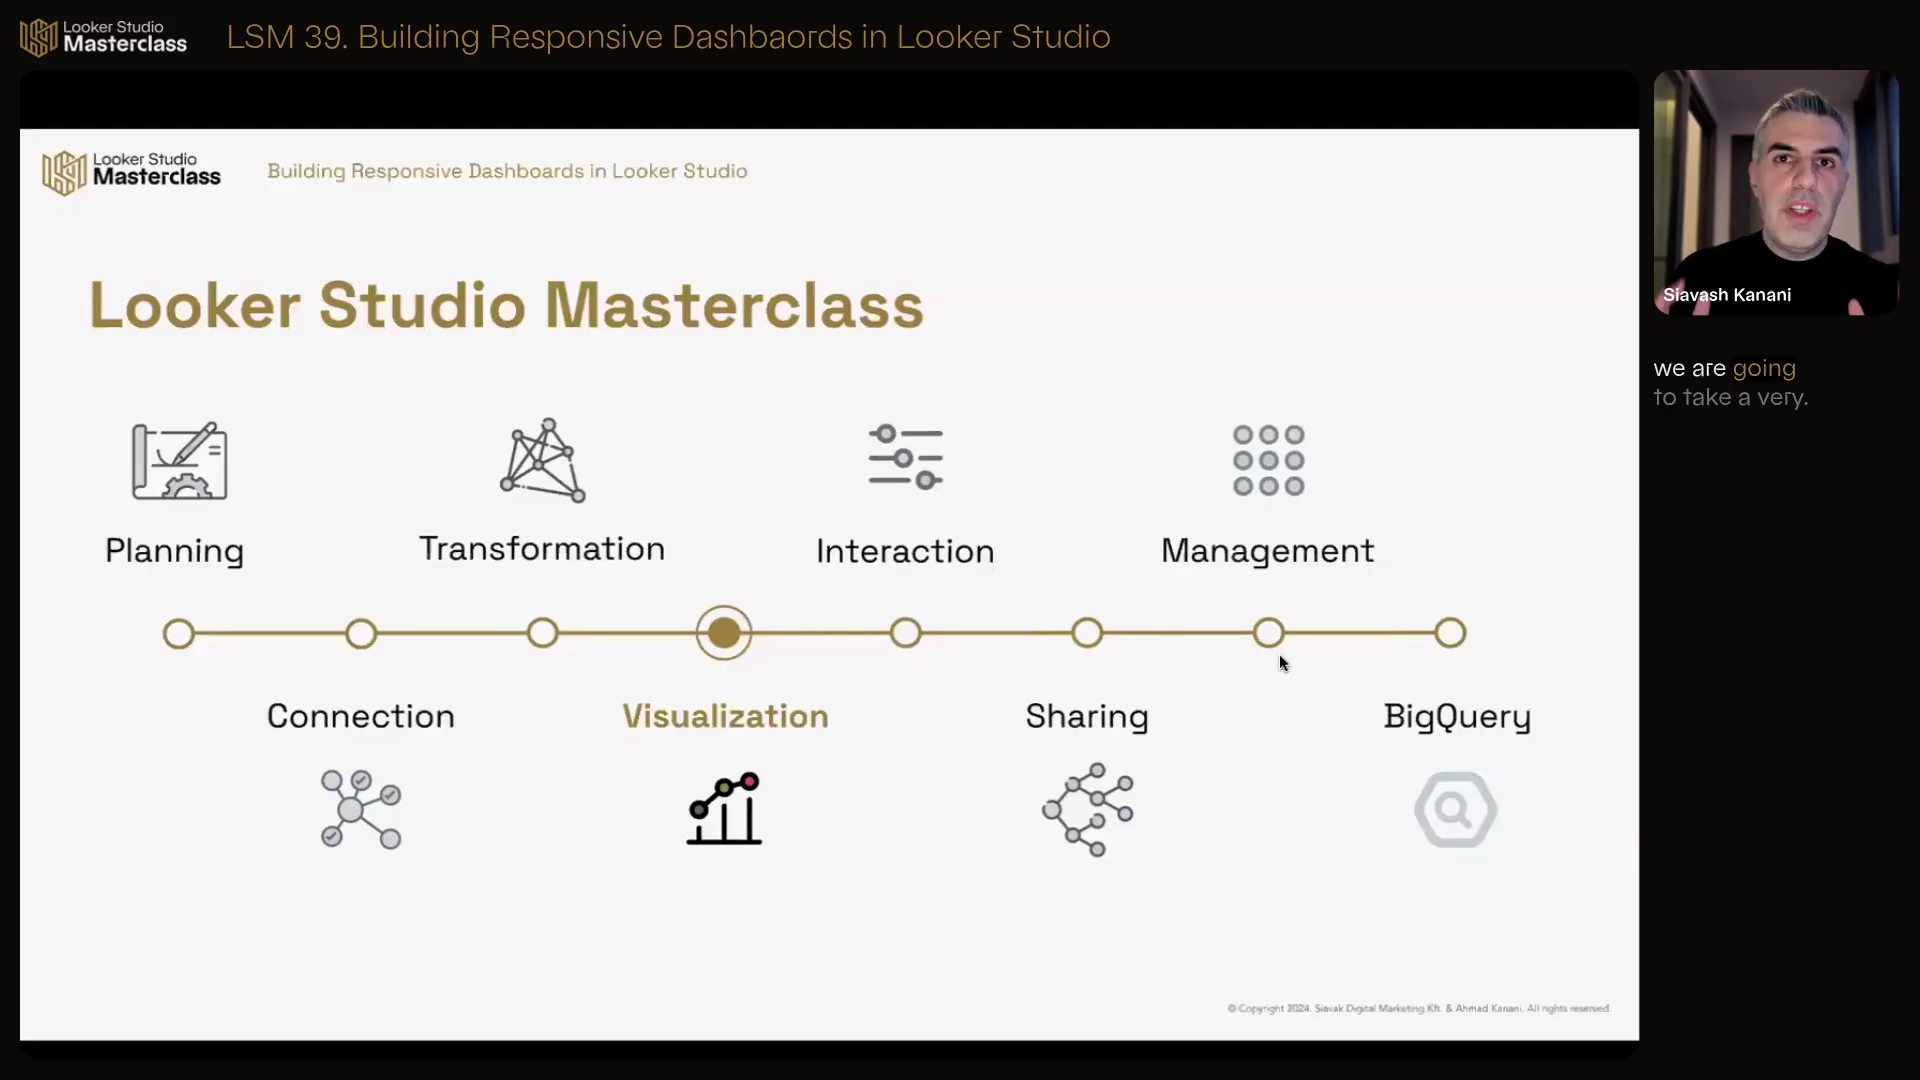 Looker Studio
Masterclass
LSM 39. Building Responsive Dashbaords in Looker Studio
Looker Studio
Masterclass
Building Responsive Dashboards in Looker Studio
Looker Studio Masterclass
Planning
Transformation
Interaction
Management
Connection
Visualization
Sharing
BigQuery
© Copyright 2024. Siavak Digital Marketing Kft. & Ahmad Kanani. All rights reserved.
Siavash Kanani
we are going
to take a very.